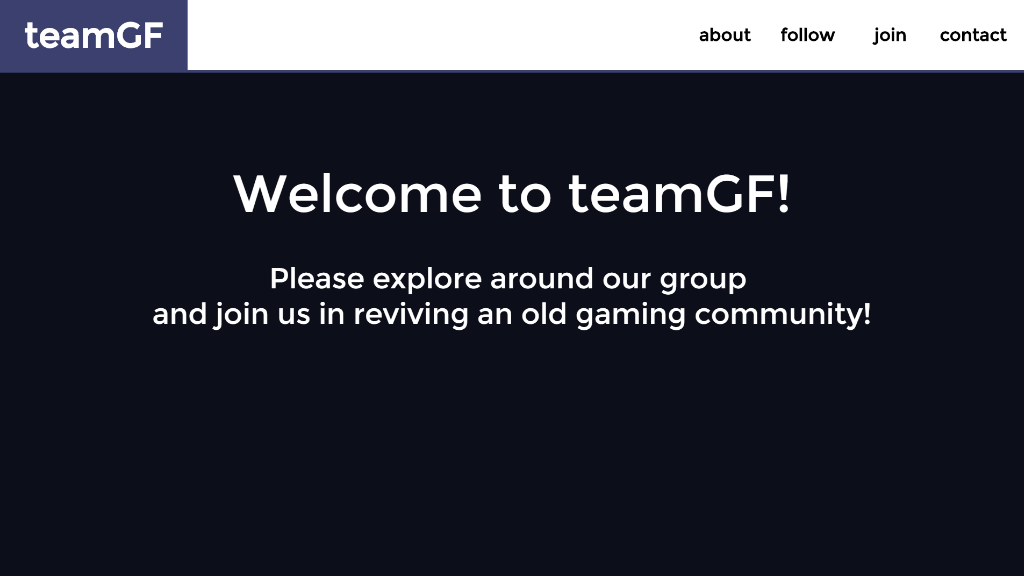 teamGF
about follow join contact
Welcome to teamGF!
Please explore around our group
and join us in reviving an old gaming community!